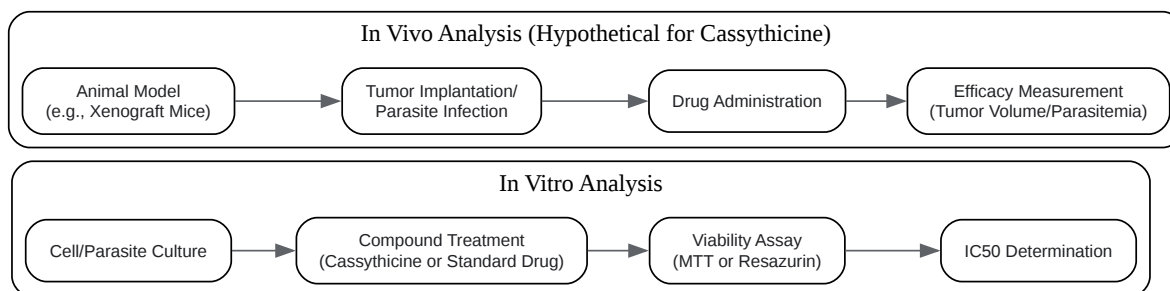 In Vivo Analysis (Hypothetical for Cassythicine)
Animal Model
(e.g., Xenograft Mice)
Tumor Implantation/
Parasite Infection
Drug Administration
Efficacy Measurement
(Tumor Volume/Parasitemia)
In Vitro Analysis
Cell/Parasite Culture
Compound Treatment
(Cassythicine or Standard Drug)
Viability Assay
(MTT or Resazurin)
IC50 Determination